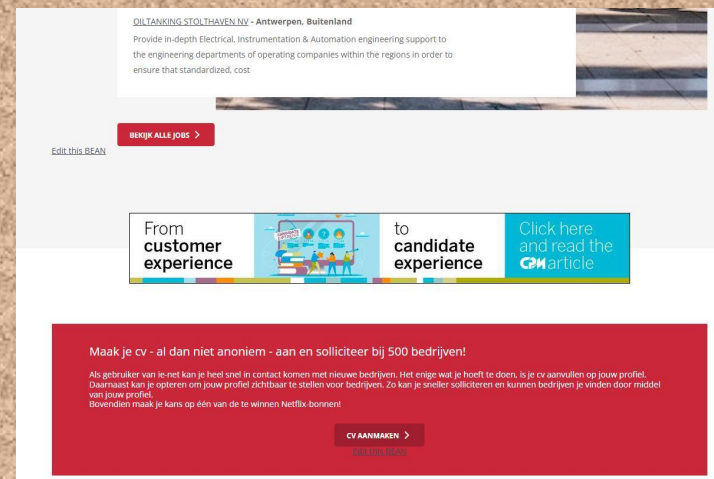 OILTANKING STOLTHAVEN NV - Antwerpen, Buitenland
Provide in-depth Electrical, Instrumentation & Automation engineering support to
the engineering departments of operating companies within the regions in order to
ensure that standardized, cost
BEKIJK ALLE JOBS
Edit this BEAN
From
customer
experience
to
candidate
experience
Click here
and read the
CPM article
Maak je cv - al dan niet anoniem - aan en solliciteer bij 500 bedrijven!
Als gebruiker van ie-net kan je heel snel in contact komen met nieuwe bedrijven. Het enige wat je hoeft te doen, is je cv aanvullen op jouw profiel.
Daarnaast kan je opteren om jouw profiel zichtbaar te stellen voor bedrijven. Zo kan je sneller solliciteren en kunnen bedrijven je vinden door middel
van jouw profiel.
Bovendien maak je kans op één van de te winnen Netflix-bonnen!
CV AANMAKEN
Edit this BEAN